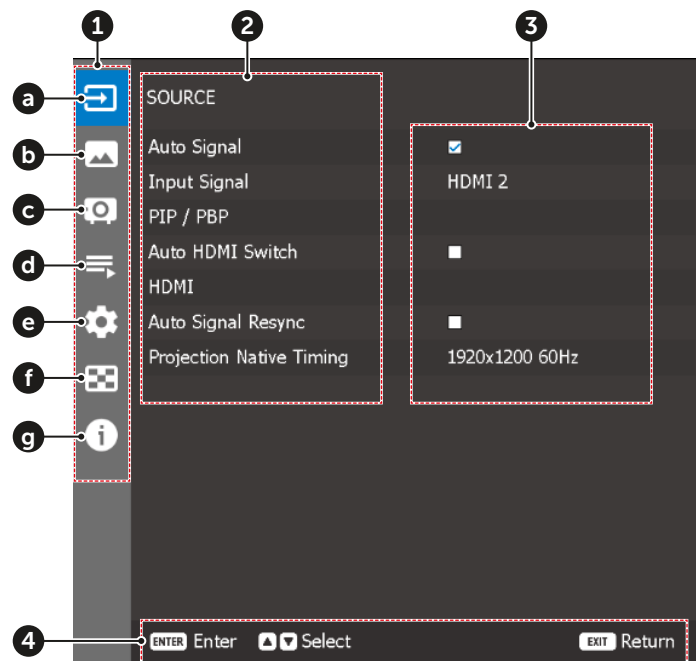 1 2 3
a SOURCE
b Auto Signal
Input Signal HDMI 2
c PIP / PBP
d Auto HDMI Switch
HDMI
e Auto Signal Resync
Projection Native Timing 1920x1200 60Hz
f
g i
4 ENTER Enter Select EXIT Return